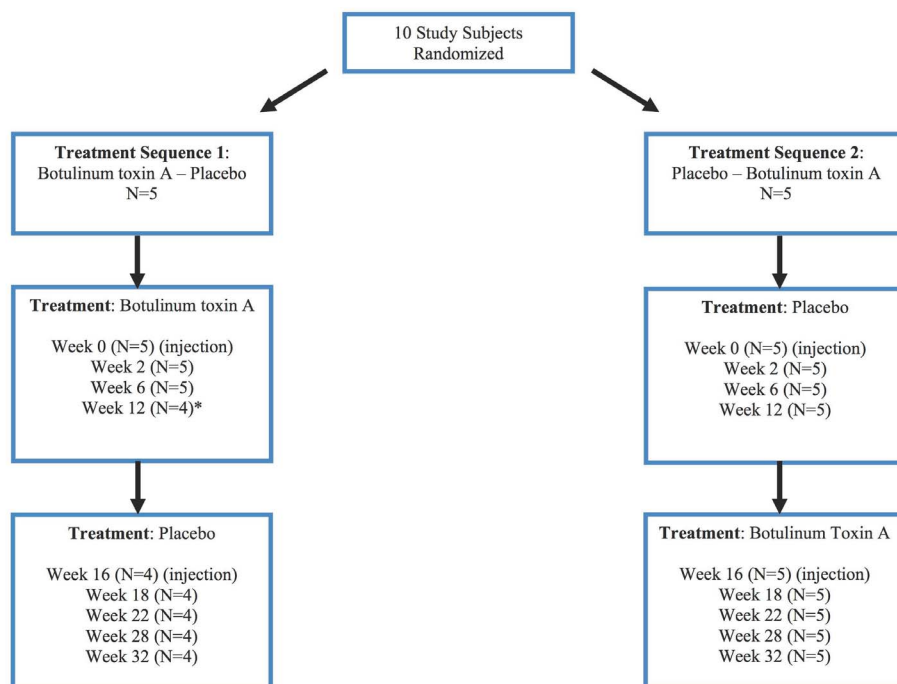 10 Study Subjects
Randomized
Treatment Sequence 1:
Botulinum toxin A – Placebo
N=5
Treatment Sequence 2:
Placebo – Botulinum toxin A
N=5
Treatment: Botulinum toxin A
Week 0 (N=5) (injection)
Week 2 (N=5)
Week 6 (N=5)
Week 12 (N=4)*
Treatment: Placebo
Week 0 (N=5) (injection)
Week 2 (N=5)
Week 6 (N=5)
Week 12 (N=5)
Treatment: Placebo
Week 16 (N=4) (injection)
Week 18 (N=4)
Week 22 (N=4)
Week 28 (N=4)
Week 32 (N=4)
Treatment: Botulinum Toxin A
Week 16 (N=5) (injection)
Week 18 (N=5)
Week 22 (N=5)
Week 28 (N=5)
Week 32 (N=5)